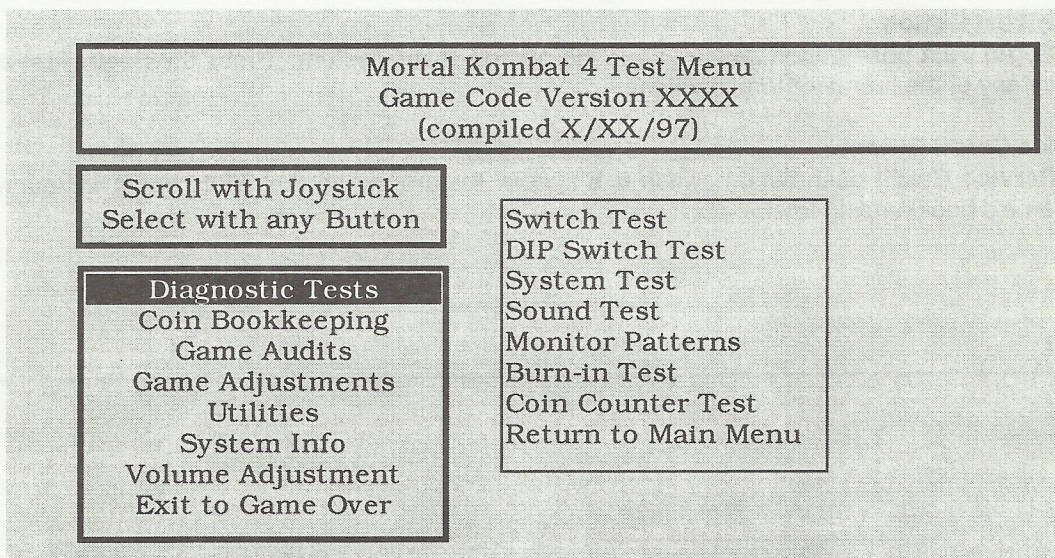 Mortal Kombat 4 Test Menu
Game Code Version XXXX
(compiled X/XX/97)
Scroll with Joystick
Select with any Button
Diagnostic Tests
Coin Bookkeeping
Game Audits
Game Adjustments
Utilities
System Info
Volume Adjustment
Exit to Game Over
Switch Test
DIP Switch Test
System Test
Sound Test
Monitor Patterns
Burn-in Test
Coin Counter Test
Return to Main Menu